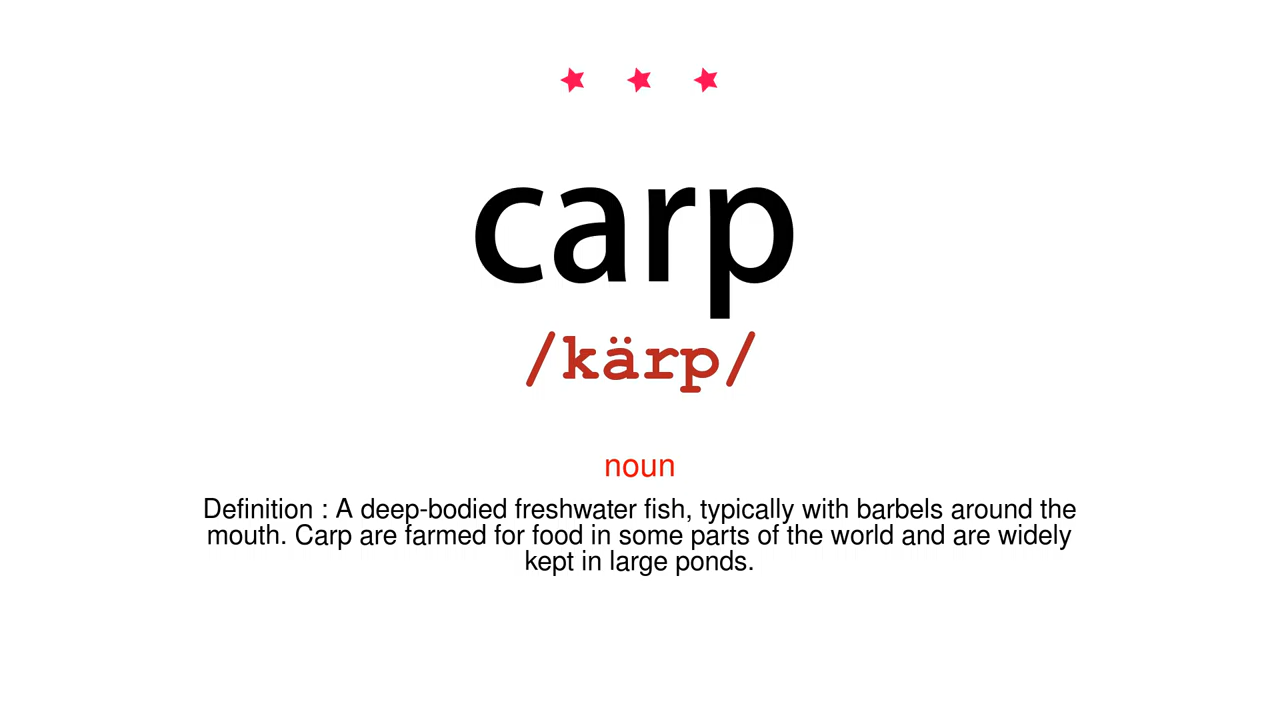 carp
/kärp/
noun
Definition : A deep-bodied freshwater fish, typically with barbels around the
mouth. Carp are farmed for food in some parts of the world and are widely
kept in large ponds.